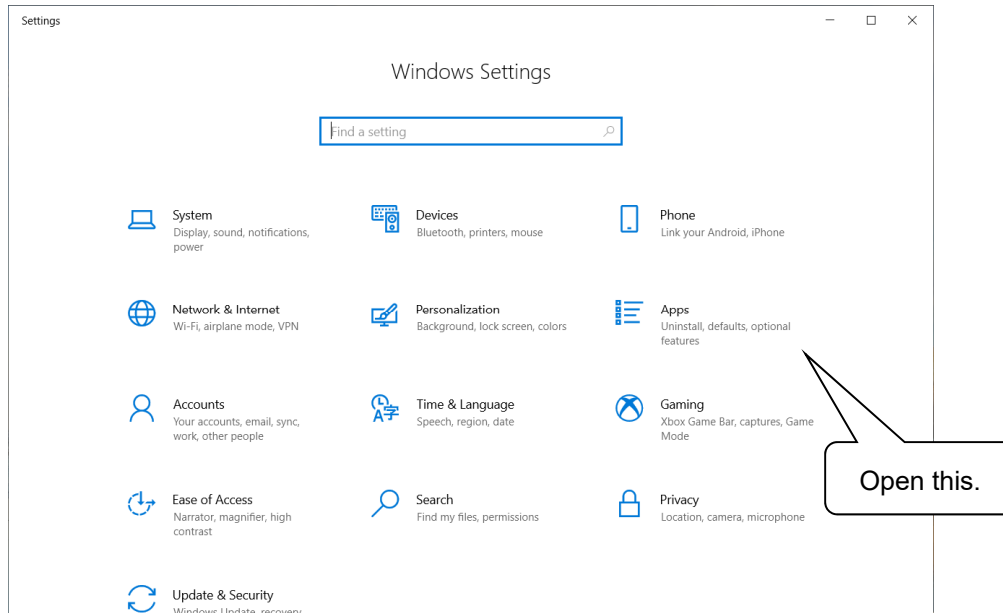 Settings
Windows Settings
Find a setting
System
Display, sound, notifications,
power
Devices
Bluetooth, printers, mouse
Phone
Link your Android, iPhone
Network & Internet
Wi-Fi, airplane mode, VPN
Personalization
Background, lock screen, colors
Apps
Uninstall, defaults, optional
features
Accounts
Your accounts, email, sync,
work, other people
Time & Language
Speech, region, date
Gaming
Xbox Game Bar, captures, Game
Mode
Open this.
Ease of Access
Narrator, magnifier, high
contrast
Search
Find my files, permissions
Privacy
Location, camera, microphone
Update & Security
Windows Update, recovery